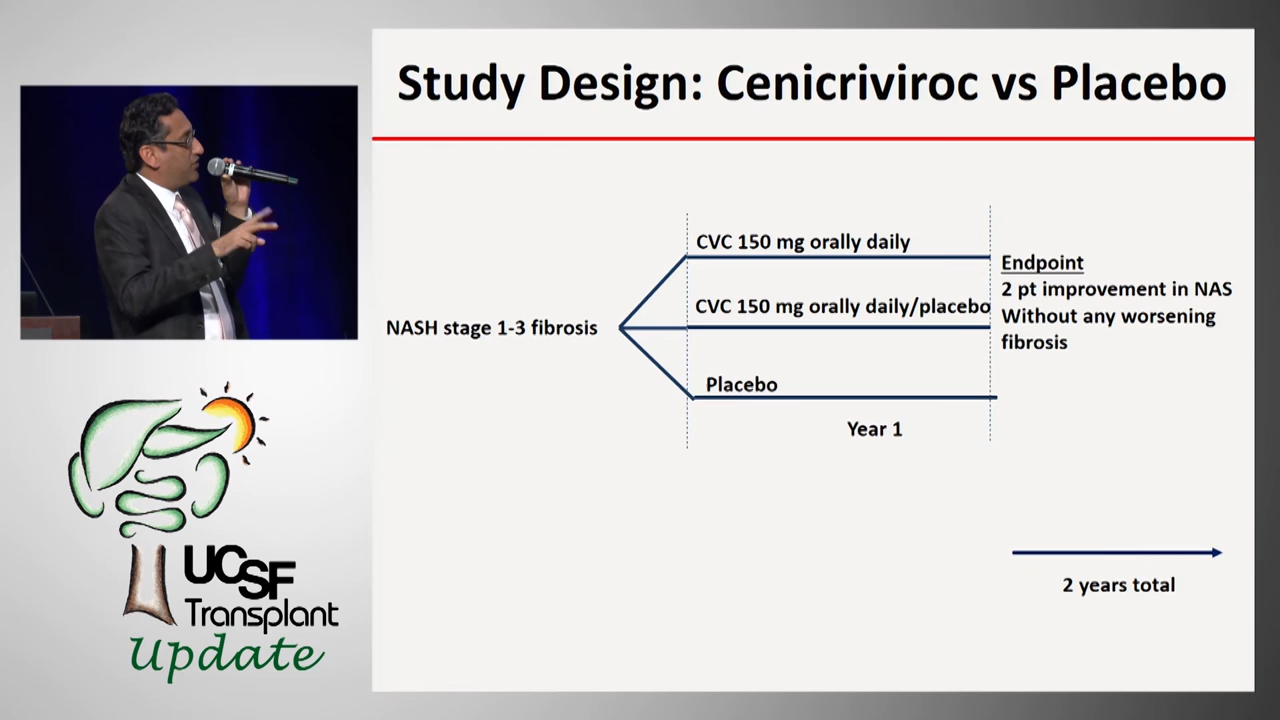 Study Design: Cenicriviroc vs Placebo
CVC 150 mg orally daily
CVC 150 mg orally daily/placebo
NASH stage 1-3 fibrosis
Placebo
Year 1
Endpoint
2 pt improvement in NAS
Without any worsening
fibrosis
2 years total
UCSF
Transplant
Update